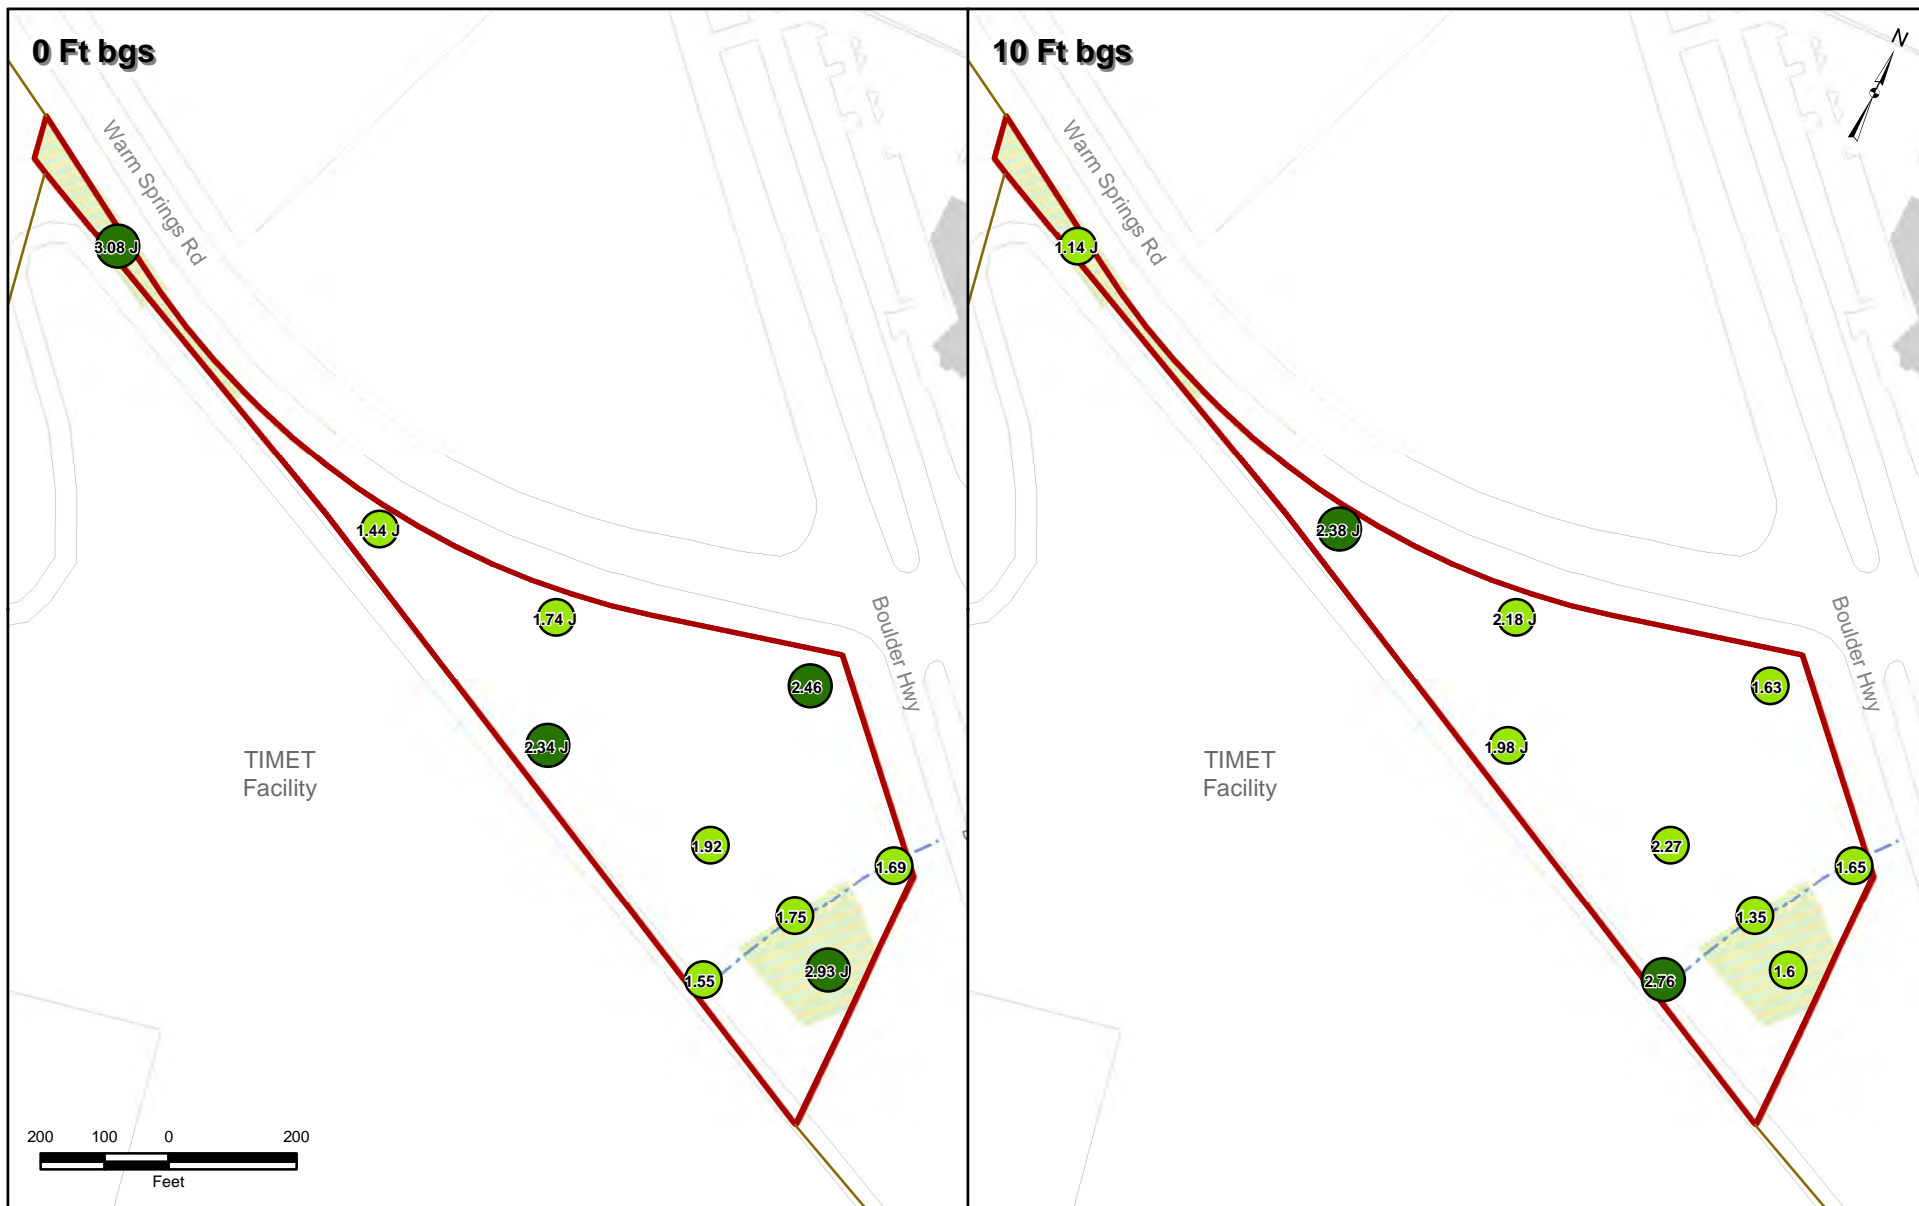 0 Ft bgs
Warm Springs Rd
3.08 J
1.44 J
1.74 J
Boulder Hwy
2.46
2.34 J
TIMET
Facility
1.92
1.69
1.75
2.93 J
1.55
200 100 0 200
Feet
10 Ft bgs
N
Warm Springs Rd
1.14 J
2.38 J
2.18 J
Boulder Hwy
1.63
1.98 J
TIMET
Facility
2.27
1.65
1.35
1.6
2.76